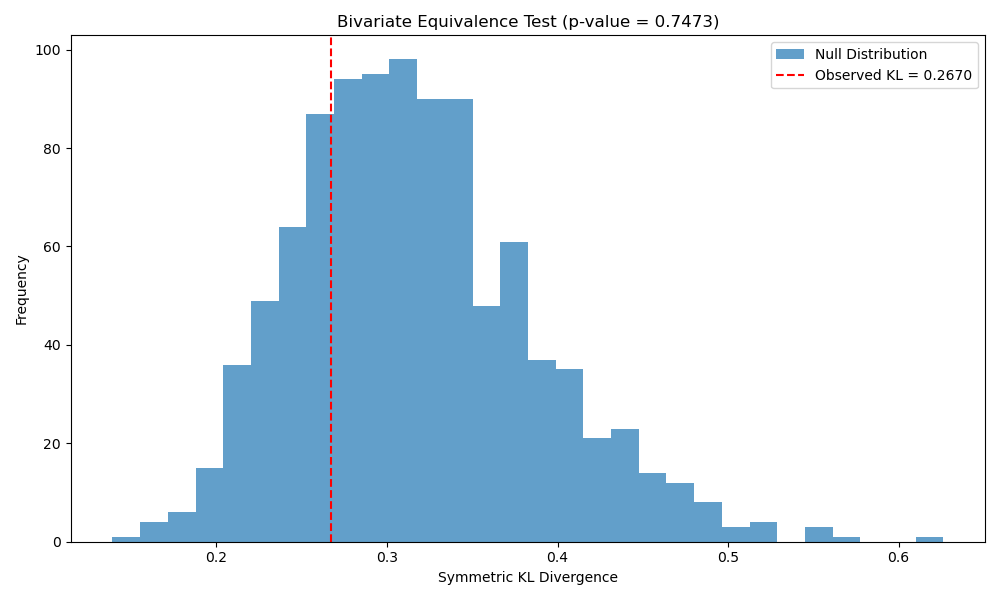 Bivariate Equivalence Test (p-value = 0.7473)
Null Distribution
Observed KL = 0.2670
100
80
60
40
20
0
Frequency
0.2
0.3
0.4
0.5
0.6
Symmetric KL Divergence